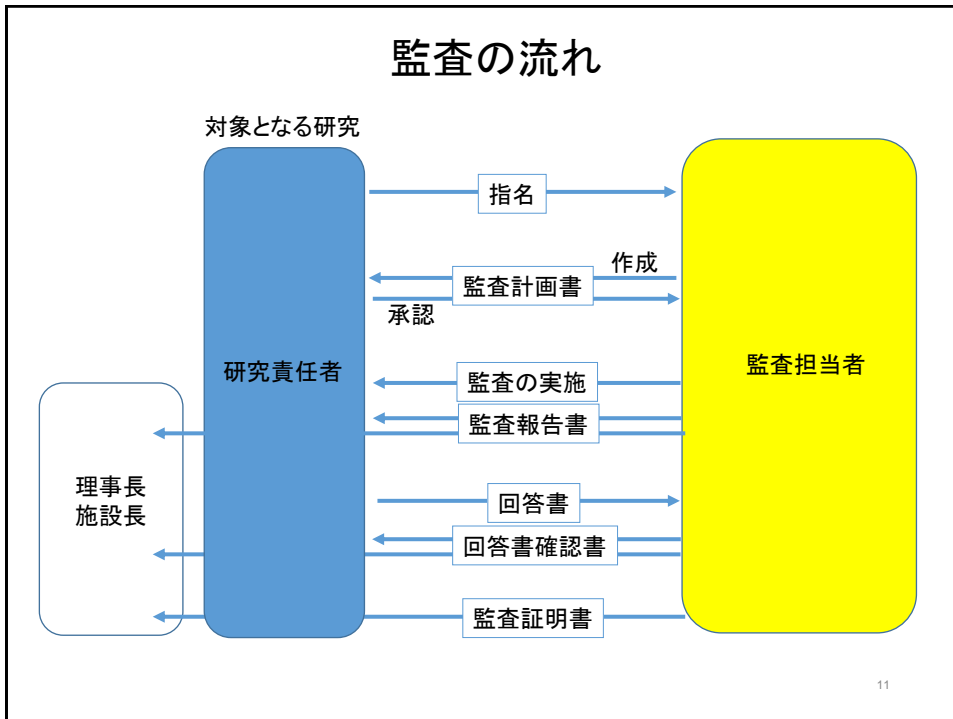 監査の流れ
対象となる研究
指名
作成
監査計画書
承認
研究責任者
監査担当者
監査の実施
監査報告書
理事長
施設長
回答書
回答書確認書
監査証明書
11